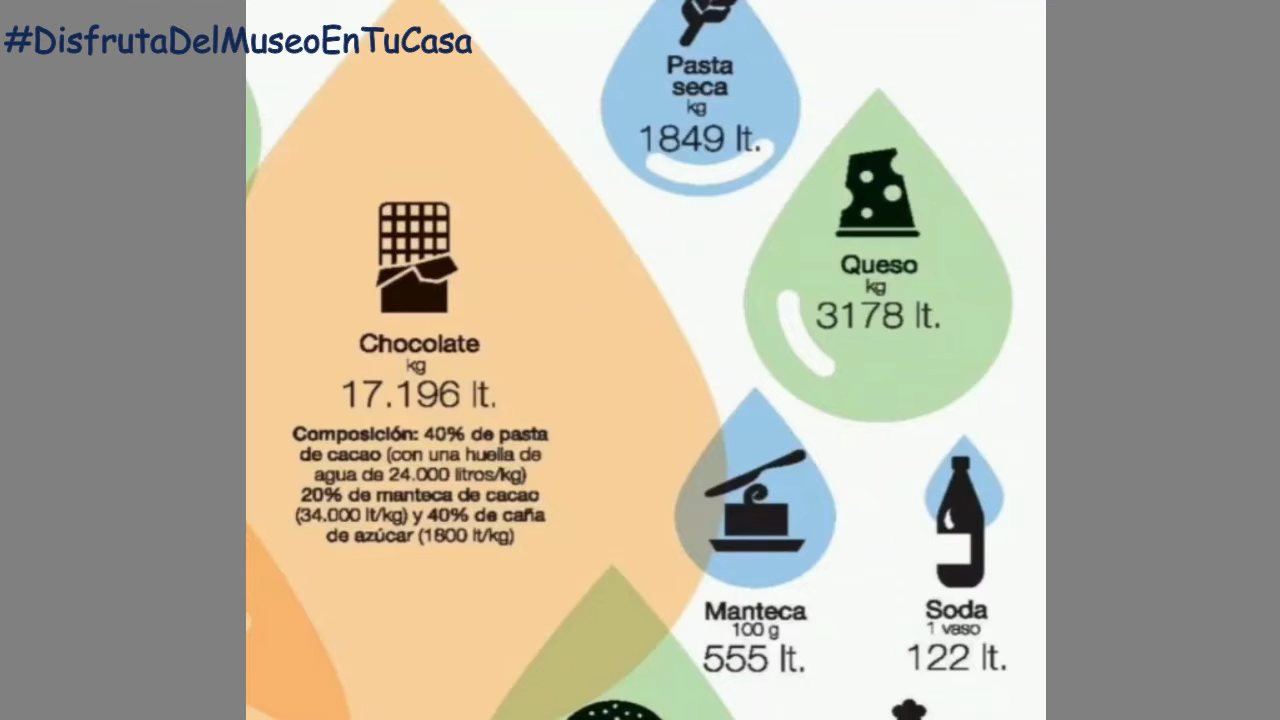 #DisfrutaDelMuseoEnTuCasa
Pasta
seca
kg
1849 lt.
Queso
kg
3178 lt.
Chocolate
kg
17.196 lt.
Composición: 40% de pasta
de cacao (con una huella de
agua de 24.000 litros/kg)
20% de manteca de cacao
(34.000 lt/kg) y 40% de caña
de azúcar (1800 lt/kg)
Manteca
100 g
555 lt.
Soda
1 vaso
122 lt.